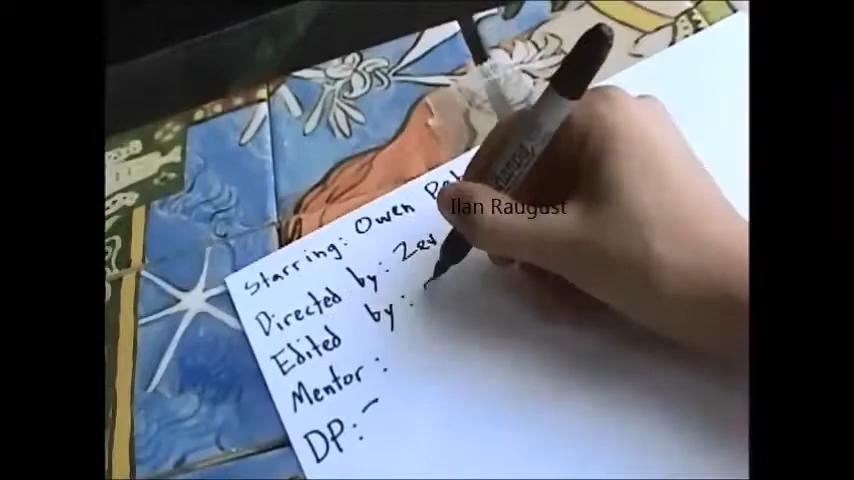 Starring: Owen
Directed by: Zev
Edited by:
Mentor:
DP:
Ilan Raugust